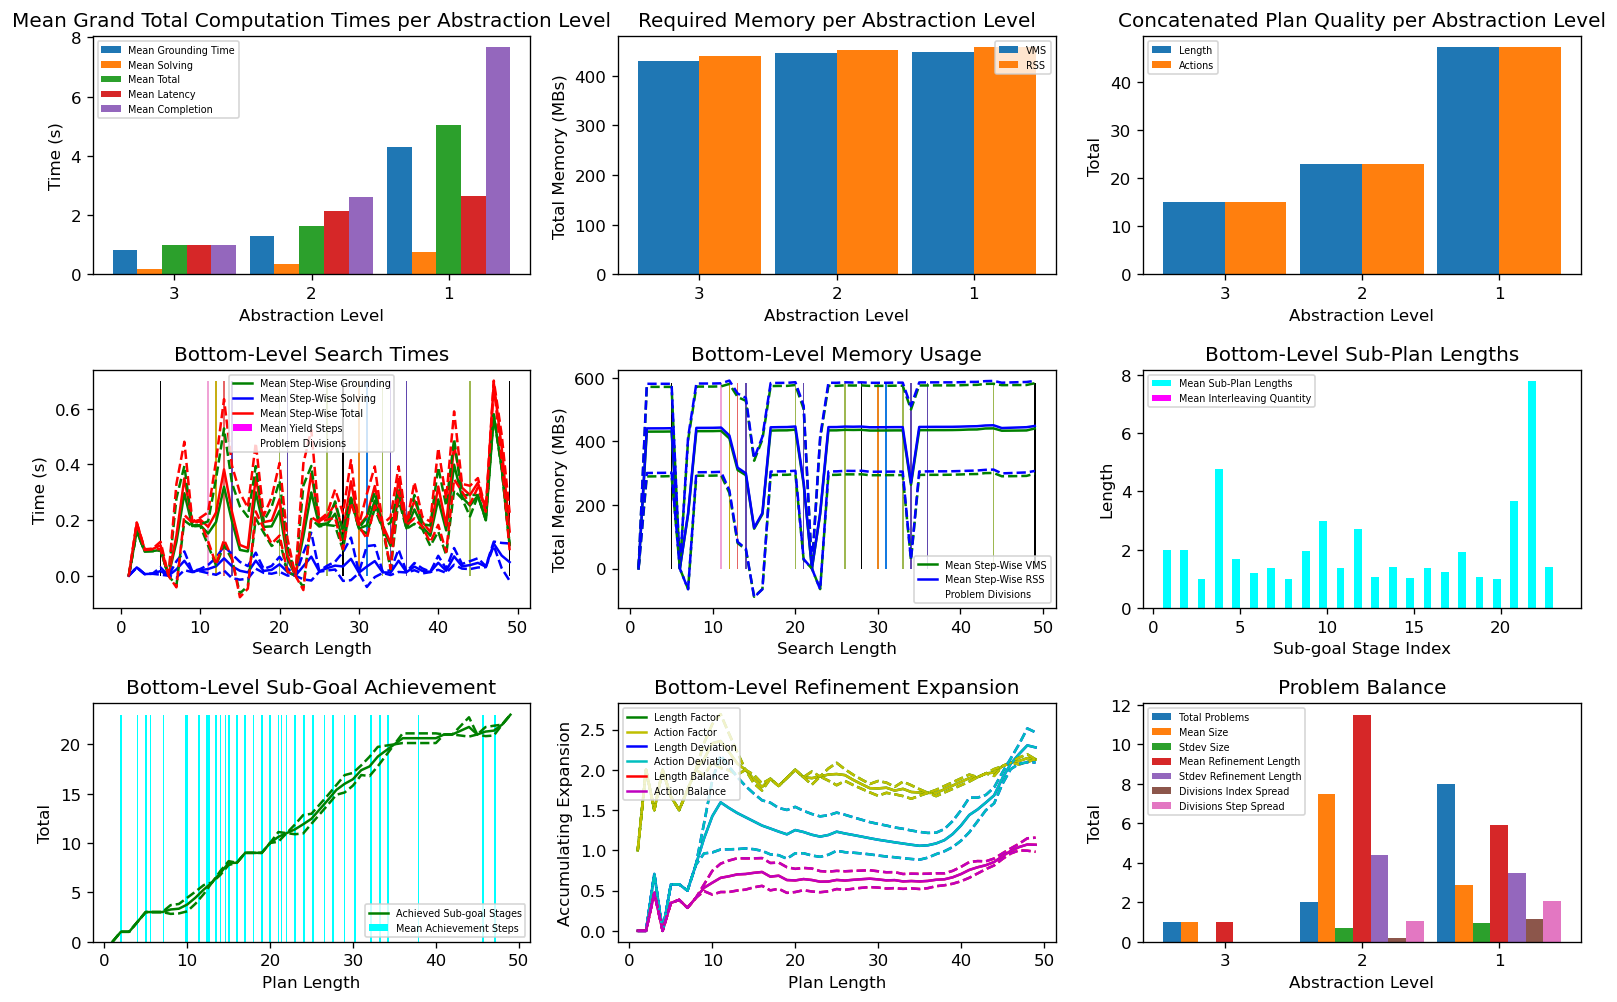 Mean Grand Total Computation Times per Abstraction Level
8
6
4
2
0
Time (s)
Mean Grounding Time
Mean Solving
Mean Total
Mean Latency
Mean Completion
3 2 1
Abstraction Level
Required Memory per Abstraction Level
400
300
200
100
0
Total Memory (MBs)
VMS
RSS
3 2 1
Abstraction Level
Concatenated Plan Quality per Abstraction Level
40
30
20
10
0
Total
Length
Actions
3 2 1
Abstraction Level
Bottom-Level Search Times
0.6
0.4
0.2
0.0
Time (s)
Mean Step-Wise Grounding
Mean Step-Wise Solving
Mean Step-Wise Total
Mean Yield Steps
Problem Divisions
0 10 20 30 40 50
Search Length
Bottom-Level Memory Usage
600
400
200
0
Total Memory (MBs)
Mean Step-Wise VMS
Mean Step-Wise RSS
Problem Divisions
0 10 20 30 40 50
Search Length
Bottom-Level Sub-Plan Lengths
8
6
4
2
0
Length
Mean Sub-Plan Lengths
Mean Interleaving Quantity
0 5 10 15 20
Sub-goal Stage Index
Bottom-Level Sub-Goal Achievement
20
15
10
5
0
Total
Achieved Sub-goal Stages
Mean Achievement Steps
0 10 20 30 40 50
Plan Length
Bottom-Level Refinement Expansion
2.5
2.0
1.5
1.0
0.5
0.0
Accumulating Expansion
Length Factor
Action Factor
Length Deviation
Action Deviation
Length Balance
Action Balance
0 10 20 30 40 50
Plan Length
Problem Balance
12
10
8
6
4
2
0
Total
Total Problems
Mean Size
Stdev Size
Mean Refinement Length
Stdev Refinement Length
Divisions Index Spread
Divisions Step Spread
3 2 1
Abstraction Level